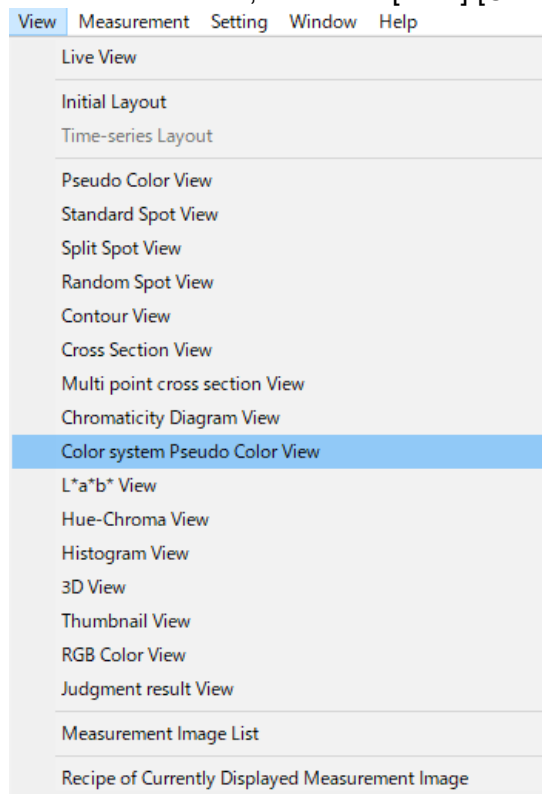 View Measurement Setting Window Help
Live View
Initial Layout
Time-series Layout
Pseudo Color View
Standard Spot View
Split Spot View
Random Spot View
Contour View
Cross Section View
Multi point cross section View
Chromaticity Diagram View
Color system Pseudo Color View
L*a*b* View
Hue-Chroma View
Histogram View
3D View
Thumbnail View
RGB Color View
Judgment result View
Measurement Image List
Recipe of Currently Displayed Measurement Image